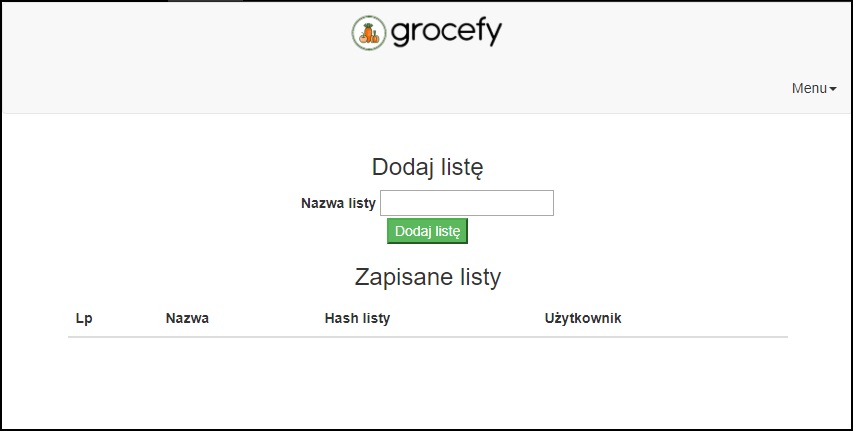 grocefy
Menu
Dodaj listę
Nazwa listy
Dodaj listę
Zapisane listy
Lp Nazwa Hash listy Użytkownik